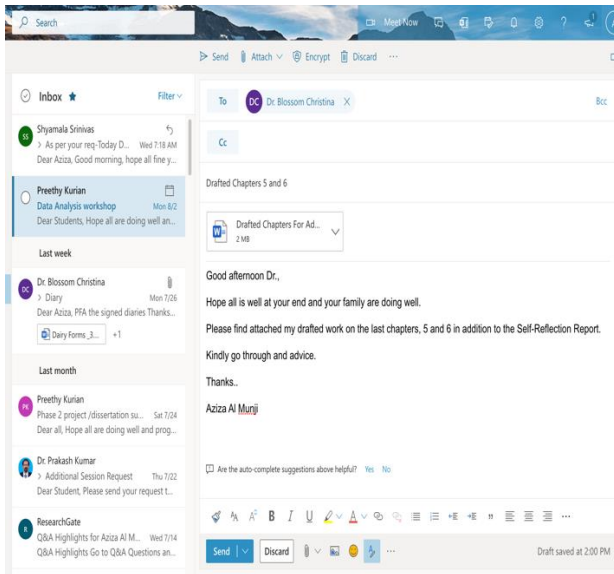 Search
Meet Now
Send Attach Encrypt Discard ...
Inbox
Filter
To DC Dr. Blossom Christina X Bcc
Cc
Drafted Chapters 5 and 6
Drafted Chapters For Ad...
2 MB
Good afternoon Dr.,
Hope all is well at your end and your family are doing well.
Please find attached my drafted work on the last chapters, 5 and 6 in addition to the Self-Reflection Report.
Kindly go through and advice.
Thanks..
Aziza Al Munji
Are the auto-complete suggestions above helpful? Yes No
Send Discard ... Draft saved at 2:00 PM
SS Shyamala Srinivas
> As per your req-Today D... Wed 7:18 AM
Dear Aziza, Good morning, hope all fine y...
Preethy Kurian
Data Analysis workshop Mon 8/2
Dear Students, Hope all are doing well an...
Last week
DC Dr. Blossom Christina
> Diary Mon 7/26
Dear Aziza, PFA the signed diaries Thanks...
Dairy Forms _3... +1
Last month
PK Preethy Kurian
Phase 2 project /dissertation su... Sat 7/24
Dear all, Hope all are doing well and prog...
Dr. Prakash Kumar
> Additional Session Request Thu 7/22
Dear Student, Please send your request t...
R ResearchGate
Q&A Highlights for Aziza Al M... Wed 7/14
Q&A Highlights Go to Q&A Questions an...